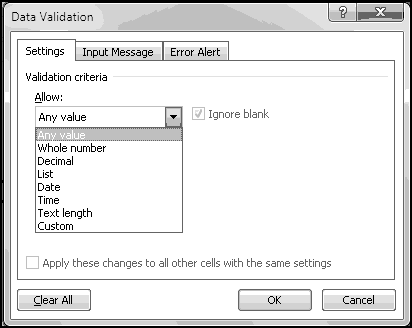 Data Validation
Settings Input Message Error Alert
Validation criteria
Allow:
Any value Ignore blank
Any value
Whole number
Decimal
List
Date
Time
Text length
Custom
Apply these changes to all other cells with the same settings
Clear All OK Cancel